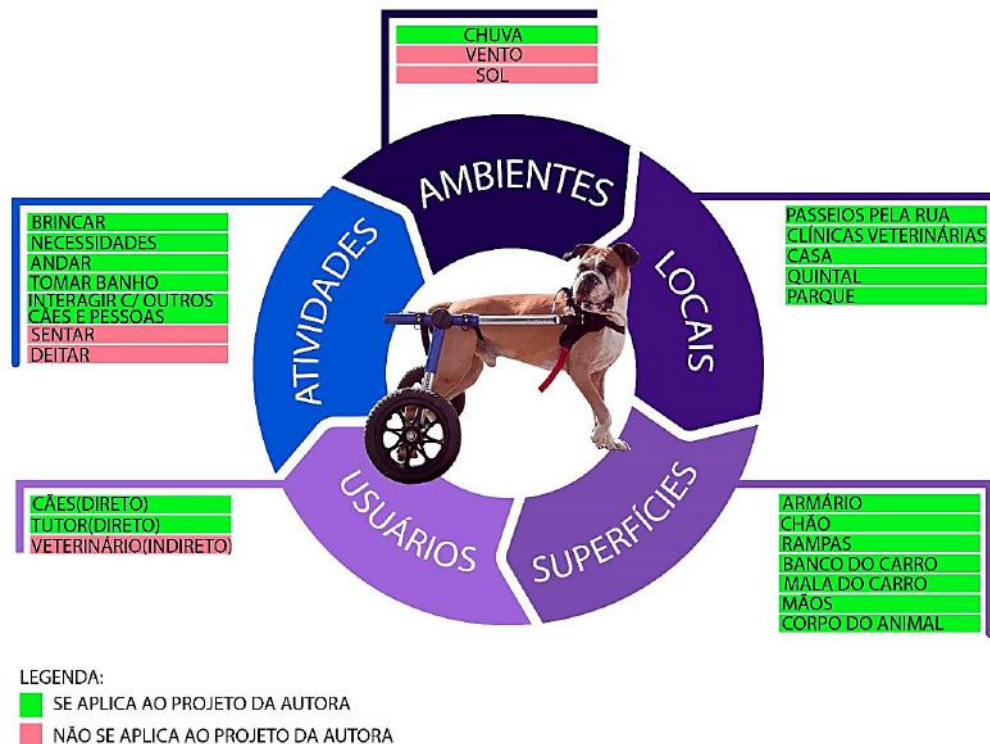 CHUVA
VENTO
SOL
AMBIENTES
BRINCAR
NECESSIDADES
ANDAR
TOMAR BANHO
INTERAGIR C/ OUTROS
CÃES E PESSOAS
SENTAR
DEITAR
ATIVIDADES
LOCAIS
PASSEIOS PELA RUA
CLÍNICAS VETERINÁRIAS
CASA
QUINTAL
PARQUE
CÃES(DIRETO)
TUTOR(DIRETO)
VETERINÁRIO(INDIRETO)
USUÁRIOS
SUPERFÍCIES
ARMÁRIO
CHÃO
RAMPAS
BANCO DO CARRO
MALA DO CARRO
MÃOS
CORPO DO ANIMAL
LEGENDA:
SE APLICA AO PROJETO DA AUTORA
NÃO SE APLICA AO PROJETO DA AUTORA